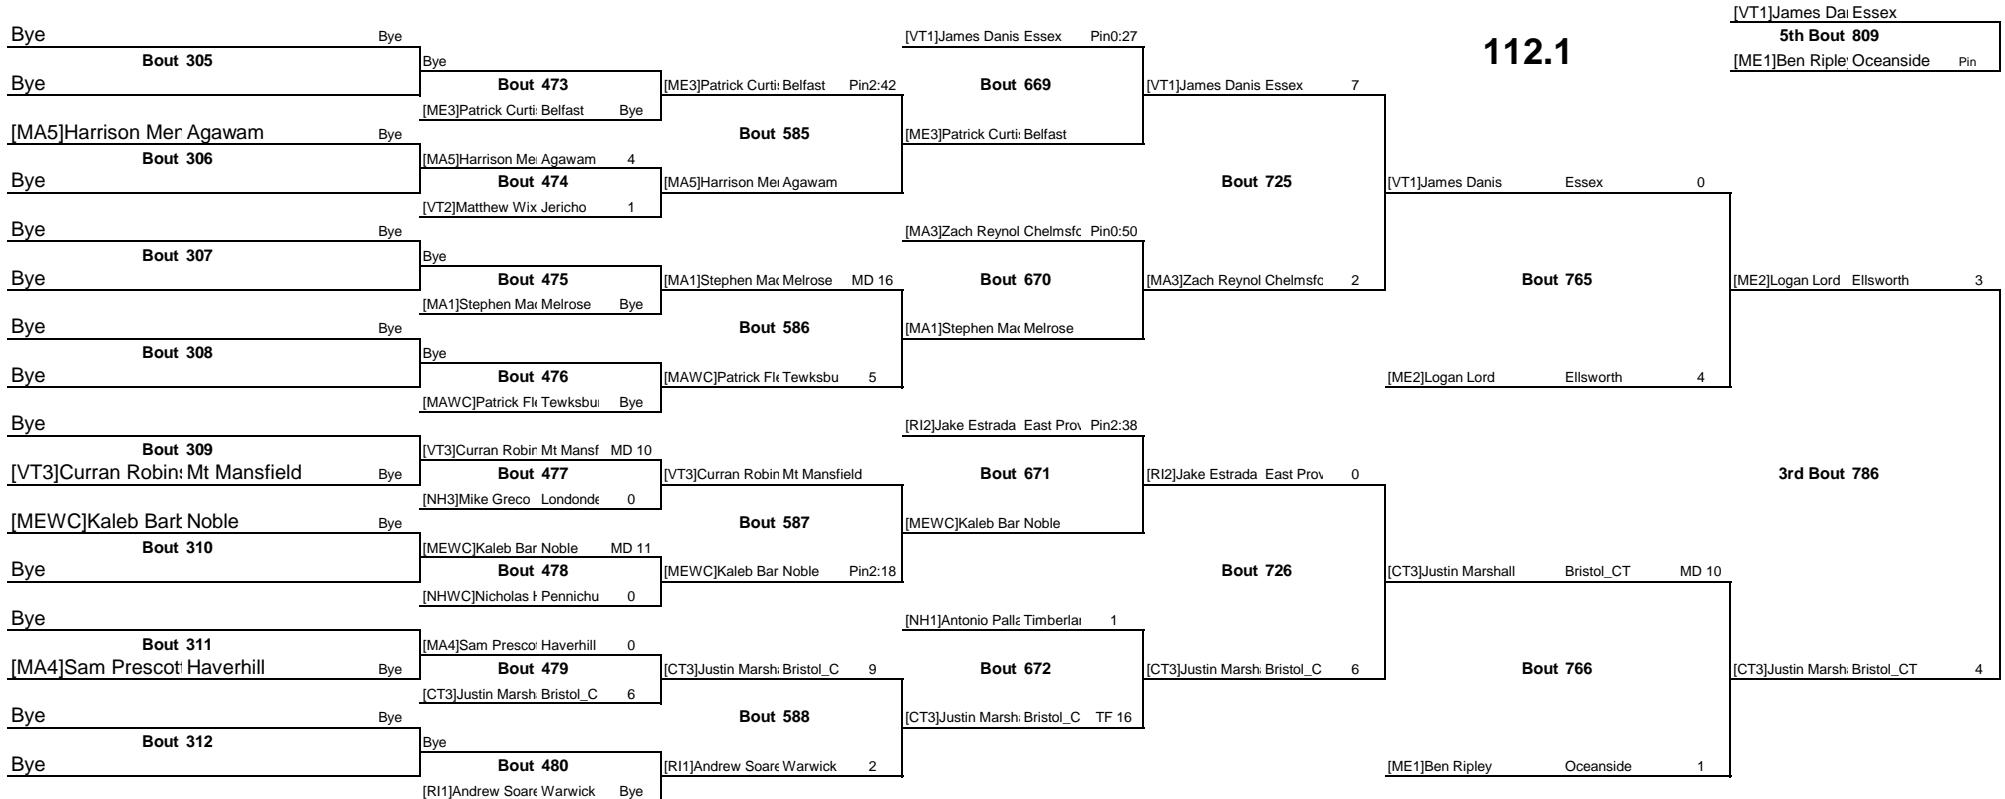 [VT1]James Da Essex
Bye Bye [VT1]James Danis Essex Pin0:27 5th Bout 809
112.1
Bout 305 Bye [ME1]Ben Riple Oceanside Pin
Bye Bout 473 [ME3]Patrick Curti Belfast Pin2:42 Bout 669 [VT1]James Danis Essex 7
[ME3]Patrick Curti Belfast Bye
[MA5]Harrison Mer Agawam Bye Bout 585 [ME3]Patrick Curti Belfast
Bout 306 [MA5]Harrison Me Agawam 4
Bye Bout 474 [MA5]Harrison Me Agawam Bout 725 [VT1]James Danis Essex 0
[VT2]Matthew Wix Jericho 1
Bye Bye [MA3]Zach Reynol Chelmsfc Pin0:50
Bout 307 Bye
Bye Bout 475 [MA1]Stephen Mac Melrose MD 16 Bout 670 [MA3]Zach Reynol Chelmsfc 2 Bout 765 [ME2]Logan Lord Ellsworth 3
[MA1]Stephen Mac Melrose Bye
Bye Bye Bout 586 [MA1]Stephen Mac Melrose
Bout 308 Bye
Bye Bout 476 [MAWC]Patrick Fle Tewksbu 5 [ME2]Logan Lord Ellsworth 4
[MAWC]Patrick Fle Tewksbu Bye
Bye [RI2]Jake Estrada East Prov Pin2:38
Bout 309 [VT3]Curran Robin Mt Mansf MD 10
[VT3]Curran Robins Mt Mansfield Bye Bout 477 [VT3]Curran Robin Mt Mansfield Bout 671 [RI2]Jake Estrada East Prov 0 3rd Bout 786
[NH3]Mike Greco Londonde 0
[MEWC]Kaleb Bart Noble Bye Bout 587 [MEWC]Kaleb Bar Noble
Bout 310 [MEWC]Kaleb Bar Noble MD 11
Bye Bout 478 [MEWC]Kaleb Bar Noble Pin2:18 Bout 726 [CT3]Justin Marshall Bristol_CT MD 10
[NHWC]Nicholas H Pennichu 0
Bye [NH1]Antonio Palla Timberlar 1
Bout 311 [MA4]Sam Presco Haverhill 0
[MA4]Sam Prescot Haverhill Bye Bout 479 [CT3]Justin Marsh Bristol_C 9 Bout 672 [CT3]Justin Marsh Bristol_C 6 Bout 766 [CT3]Justin Marsh Bristol_CT 4
[CT3]Justin Marsh Bristol_C 6
Bye Bye Bout 588 [CT3]Justin Marsh Bristol_C TF 16
Bout 312 Bye
Bye Bout 480 [RI1]Andrew Soare Warwick 2 [ME1]Ben Ripley Oceanside 1
[RI1]Andrew Soare Warwick Bye